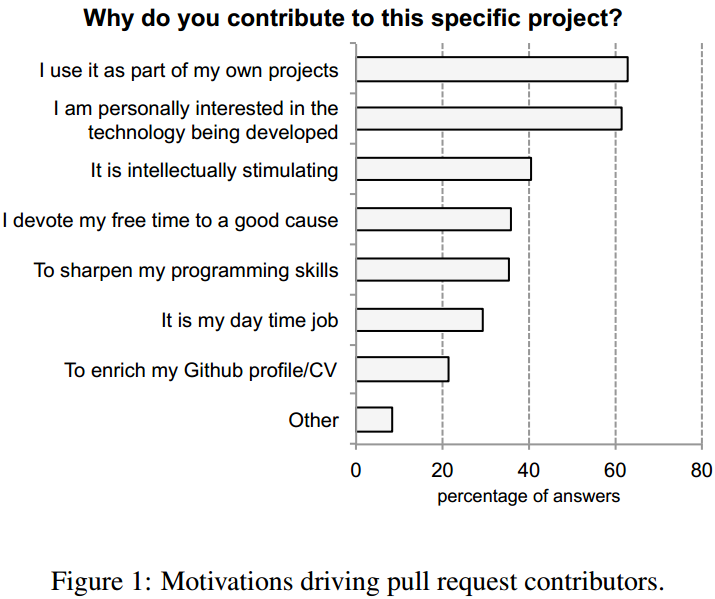 Why do you contribute to this specific project?
I use it as part of my own projects
I am personally interested in the
technology being developed
It is intellectually stimulating
I devote my free time to a good cause
To sharpen my programming skills
It is my day time job
To enrich my Github profile/CV
Other
0 20 40 60 80
percentage of answers
Figure 1: Motivations driving pull request contributors.